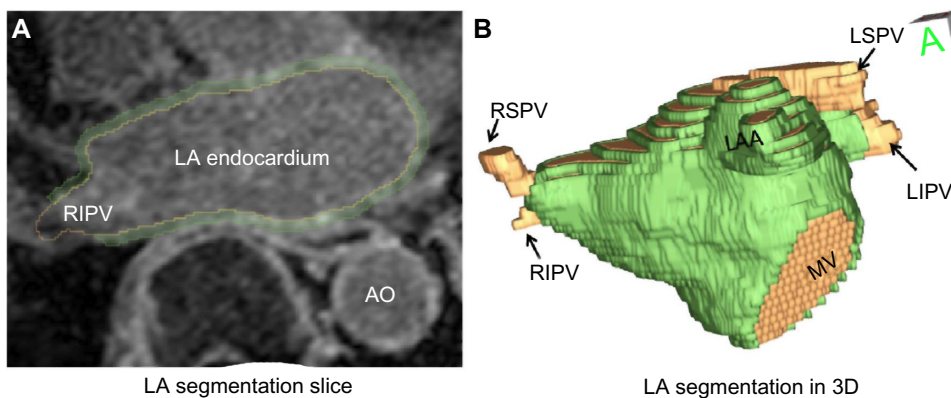 A
LA endocardium
RIPV
AO
LA segmentation slice
B
A
LSPV
RSPV
LAA
LIPV
RIPV
MV
LA segmentation in 3D